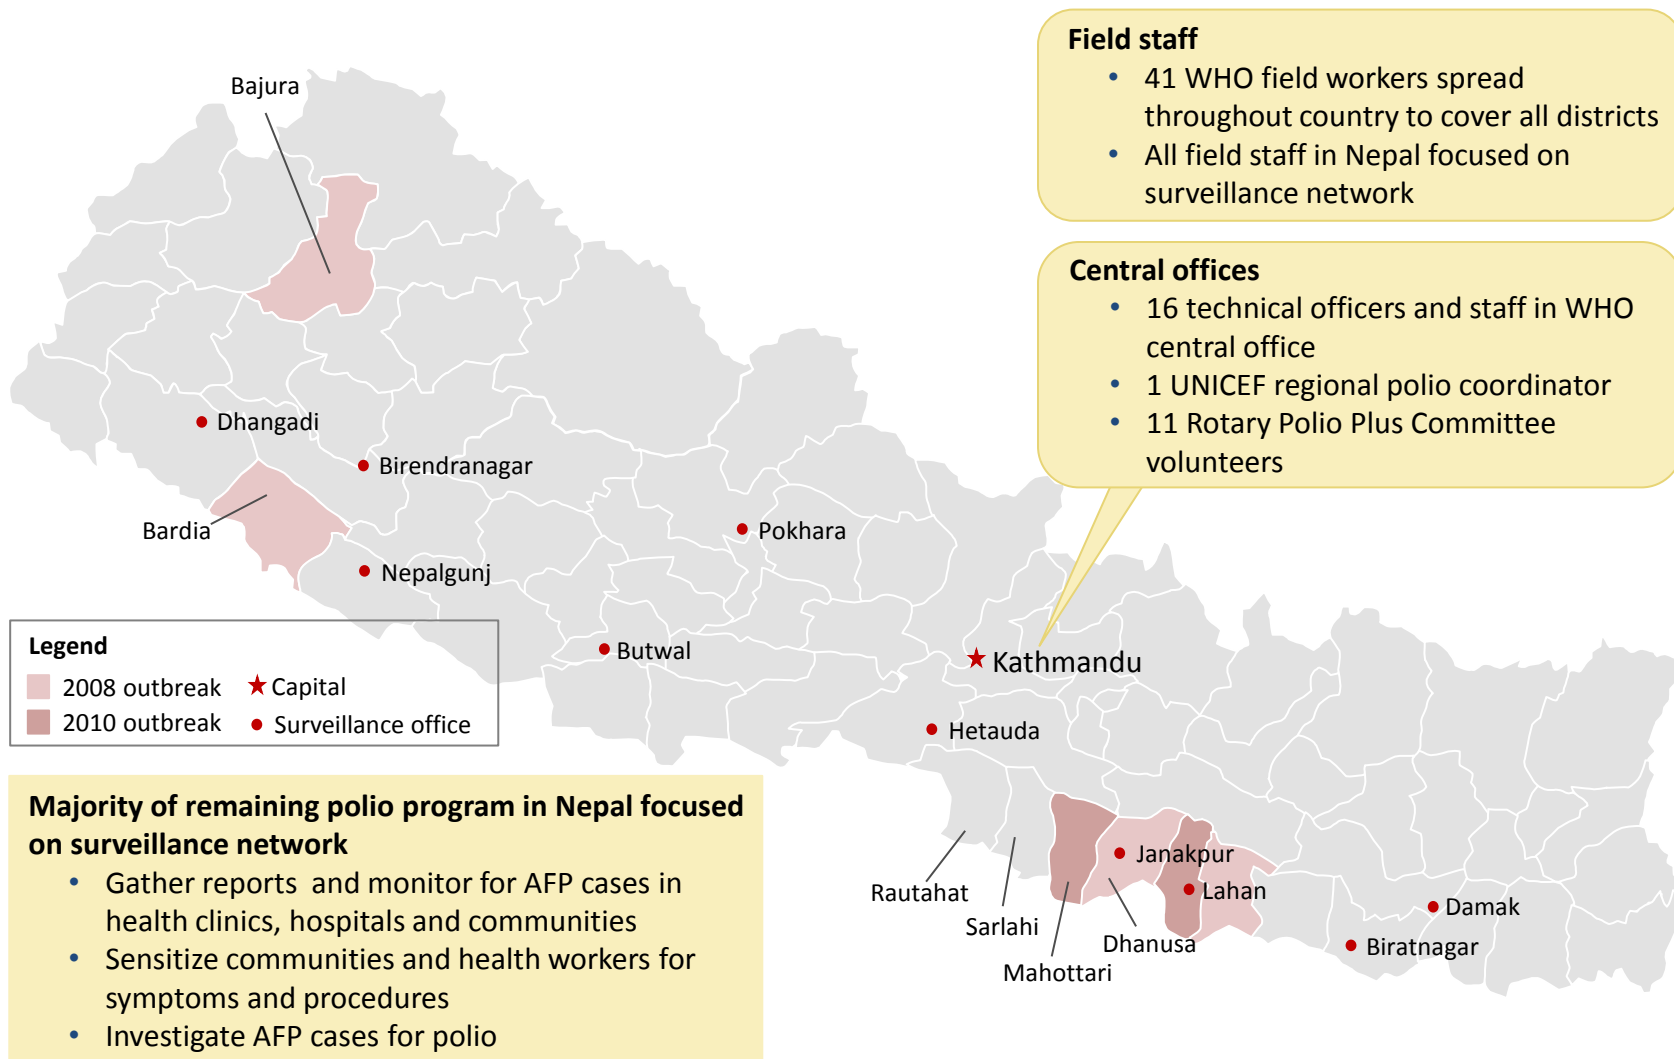 Field staff
• 41 WHO field workers spread
throughout country to cover all districts
• All field staff in Nepal focused on
surveillance network
Central offices
• 16 technical officers and staff in WHO
central office
• 1 UNICEF regional polio coordinator
• 11 Rotary Polio Plus Committee
volunteers
Bajura
Dhangadi
Birendranagar
Bardia
Nepalgunj
Pokhara
Butwal
Kathmandu
Hetauda
Janakpur
Lahan
Rautahat
Sarlahi
Mahottari
Dhanusa
Damak
Biratnagar
Legend
2008 outbreak
Capital
2010 outbreak
Surveillance office
Majority of remaining polio program in Nepal focused
on surveillance network
• Gather reports and monitor for AFP cases in
health clinics, hospitals and communities
• Sensitize communities and health workers for
symptoms and procedures
• Investigate AFP cases for polio